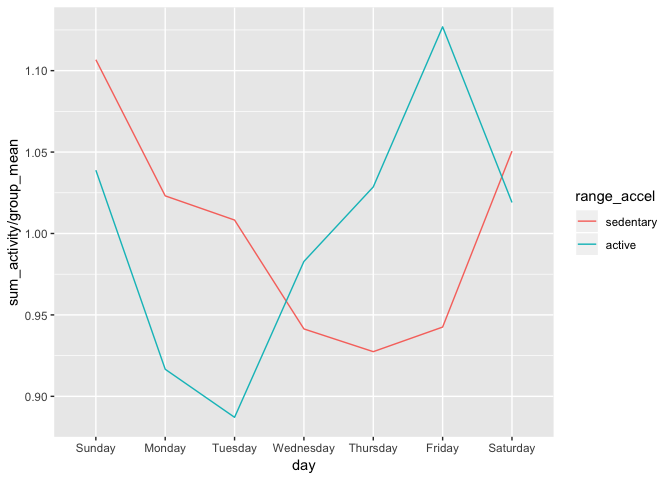 1.10
1.05
1.00
0.95
0.90
sum_activity/group_mean
Sunday Monday Tuesday Wednesday Thursday Friday Saturday
day
range_accel
sedentary
active